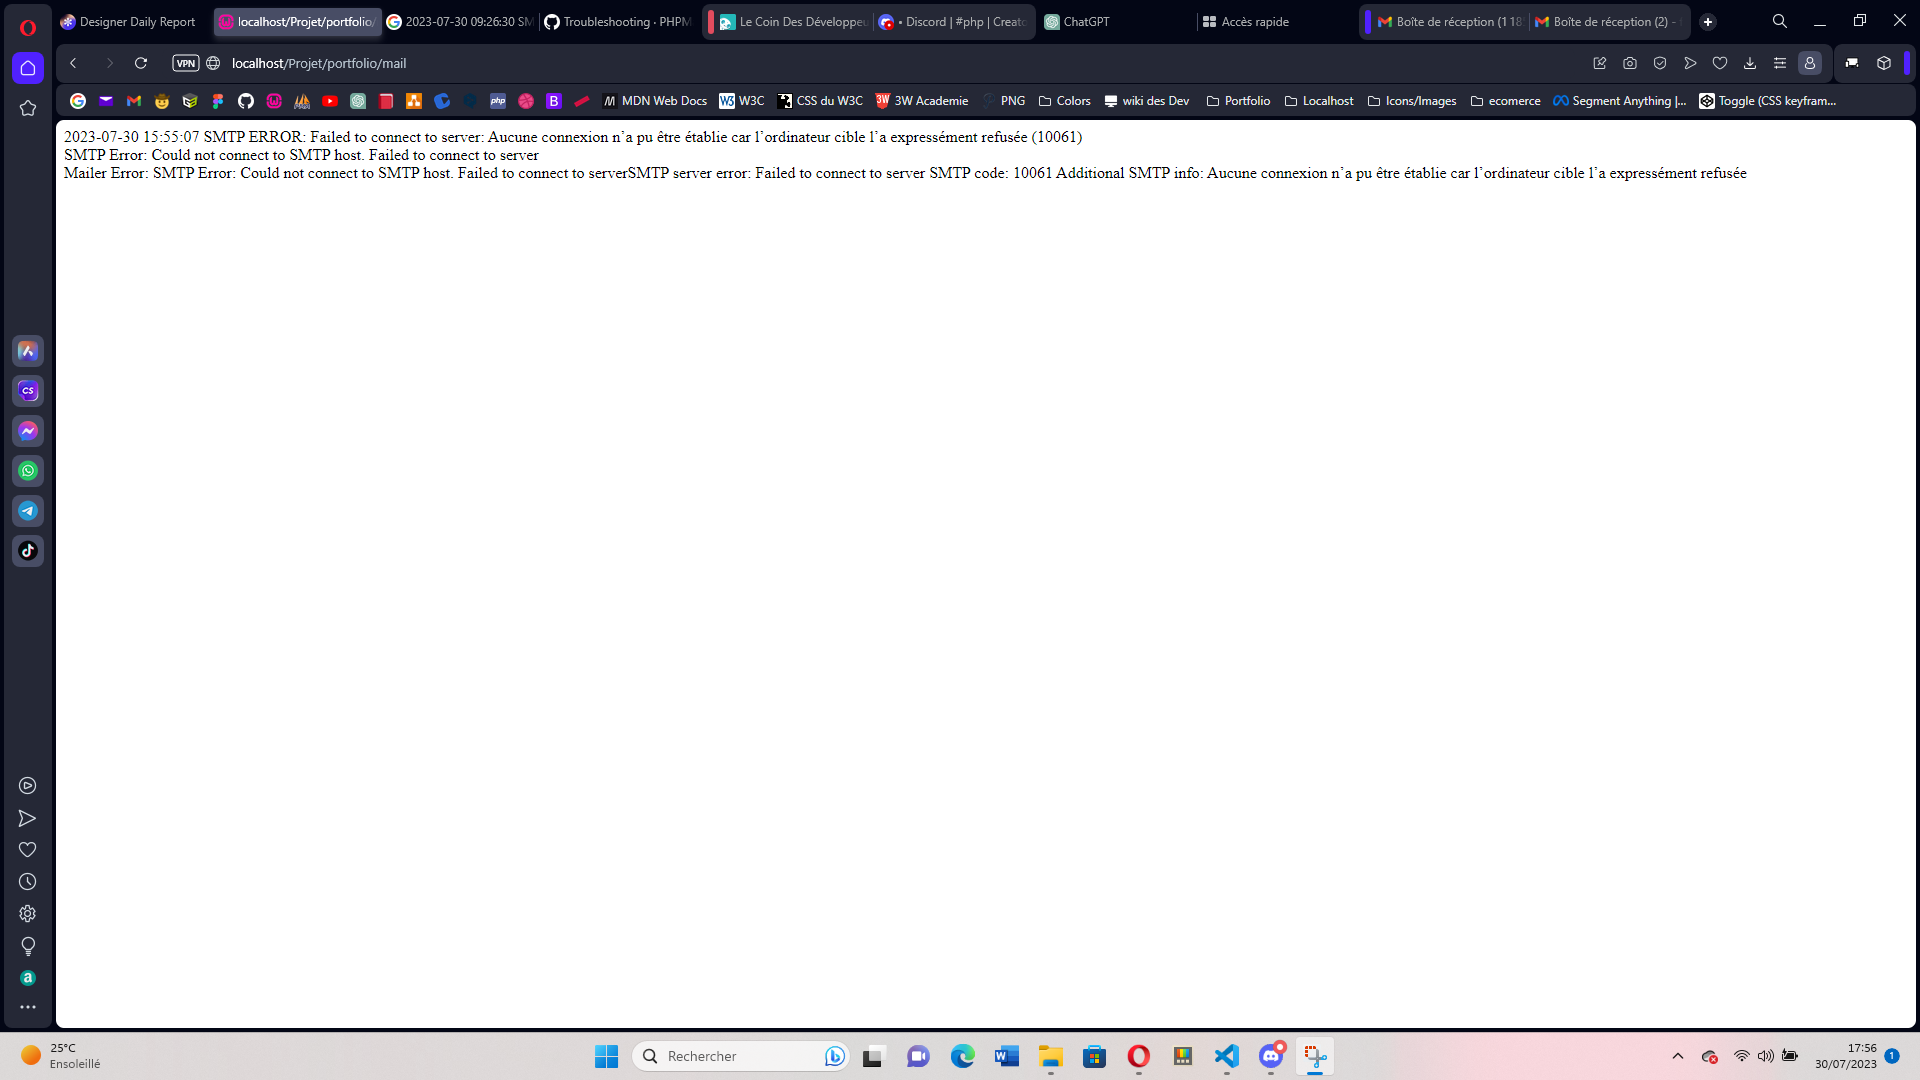 Designer Daily Report
localhost/Projet/portfolio/
2023-07-30 09:26:30 SM
Troubleshooting · PHPM
Le Coin Des Développeu
• Discord | #php | Creato
ChatGPT
Accès rapide
Boîte de réception (1 18
Boîte de réception (2) -
VPN
localhost/Projet/portfolio/mail
php
B
MDN Web Docs
W3C
CSS du W3C
3W Academie
PNG
Colors
wiki des Dev
Portfolio
Localhost
Icons/Images
ecomerce
Segment Anything |...
Toggle (CSS keyfram...
2023-07-30 15:55:07 SMTP ERROR: Failed to connect to server: Aucune connexion n’a pu être établie car l’ordinateur cible l’a expressément refusée (10061)
SMTP Error: Could not connect to SMTP host. Failed to connect to server
Mailer Error: SMTP Error: Could not connect to SMTP host. Failed to connect to serverSMTP server error: Failed to connect to server SMTP code: 10061 Additional SMTP info: Aucune connexion n’a pu être établie car l’ordinateur cible l’a expressément refusée
CS
a
25°C
Ensoleillé
Rechercher
17:56
30/07/2023
1